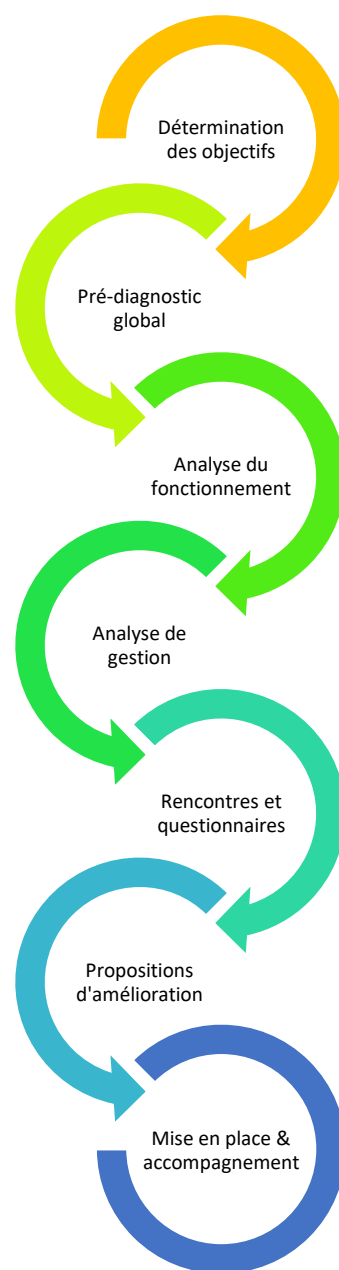 Détermination
des objectifs
Pré-diagnostic
global
Analyse du
fonctionnement
Analyse de
gestion
Rencontres et
questionnaires
Propositions
d'amélioration
Mise en place &
accompagnement